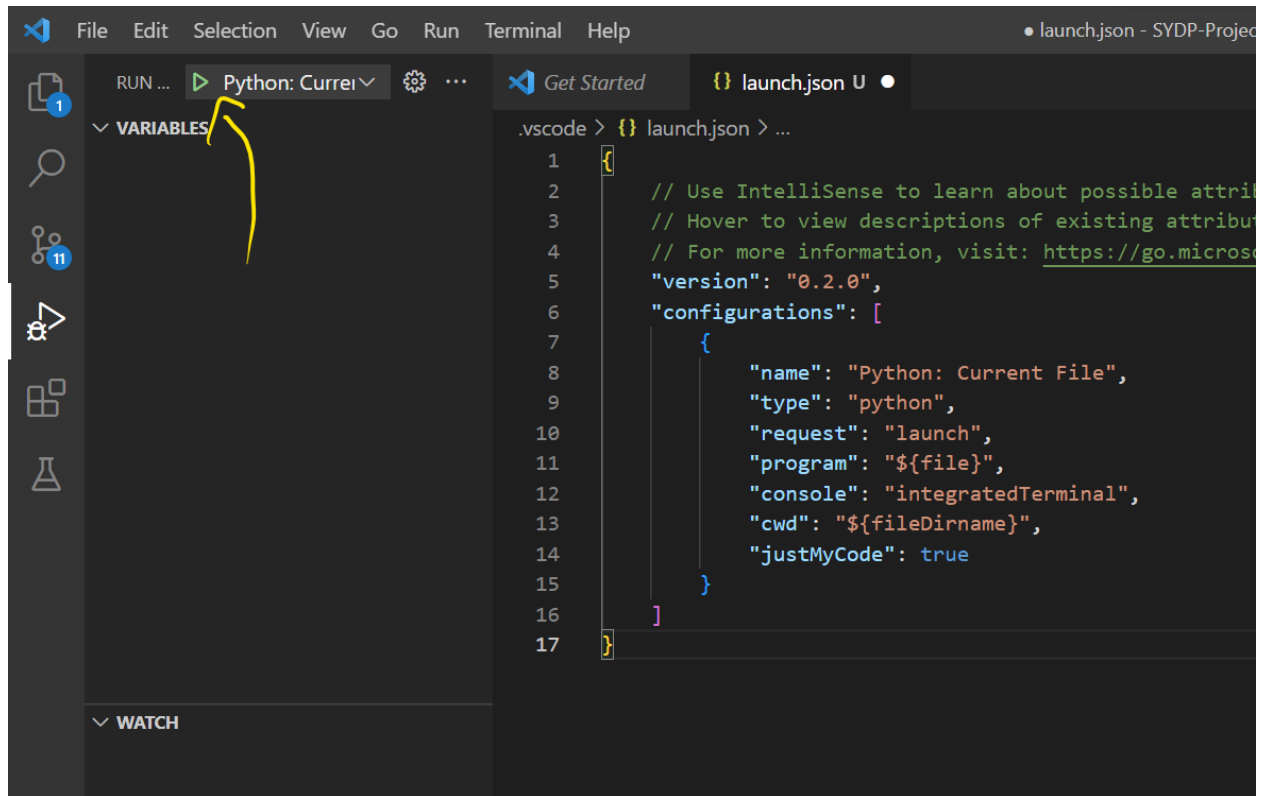 File Edit Selection View Go Run Terminal Help ● launch.json - SYDP-Projec
RUN ... Python: Currer
Get Started
{} launch.json U ●
VARIABLES
.vscode > {} launch.json > ...
1 {
2 // Use IntelliSense to learn about possible attrib
3 // Hover to view descriptions of existing attribut
4 // For more information, visit: https://go.microso
5 "version": "0.2.0",
6 "configurations": [
7 {
8 "name": "Python: Current File",
9 "type": "python",
10 "request": "launch",
11 "program": "${file}",
12 "console": "integratedTerminal",
13 "cwd": "${fileDirname}",
14 "justMyCode": true
15 }
16 ]
17 }
1
11
WATCH